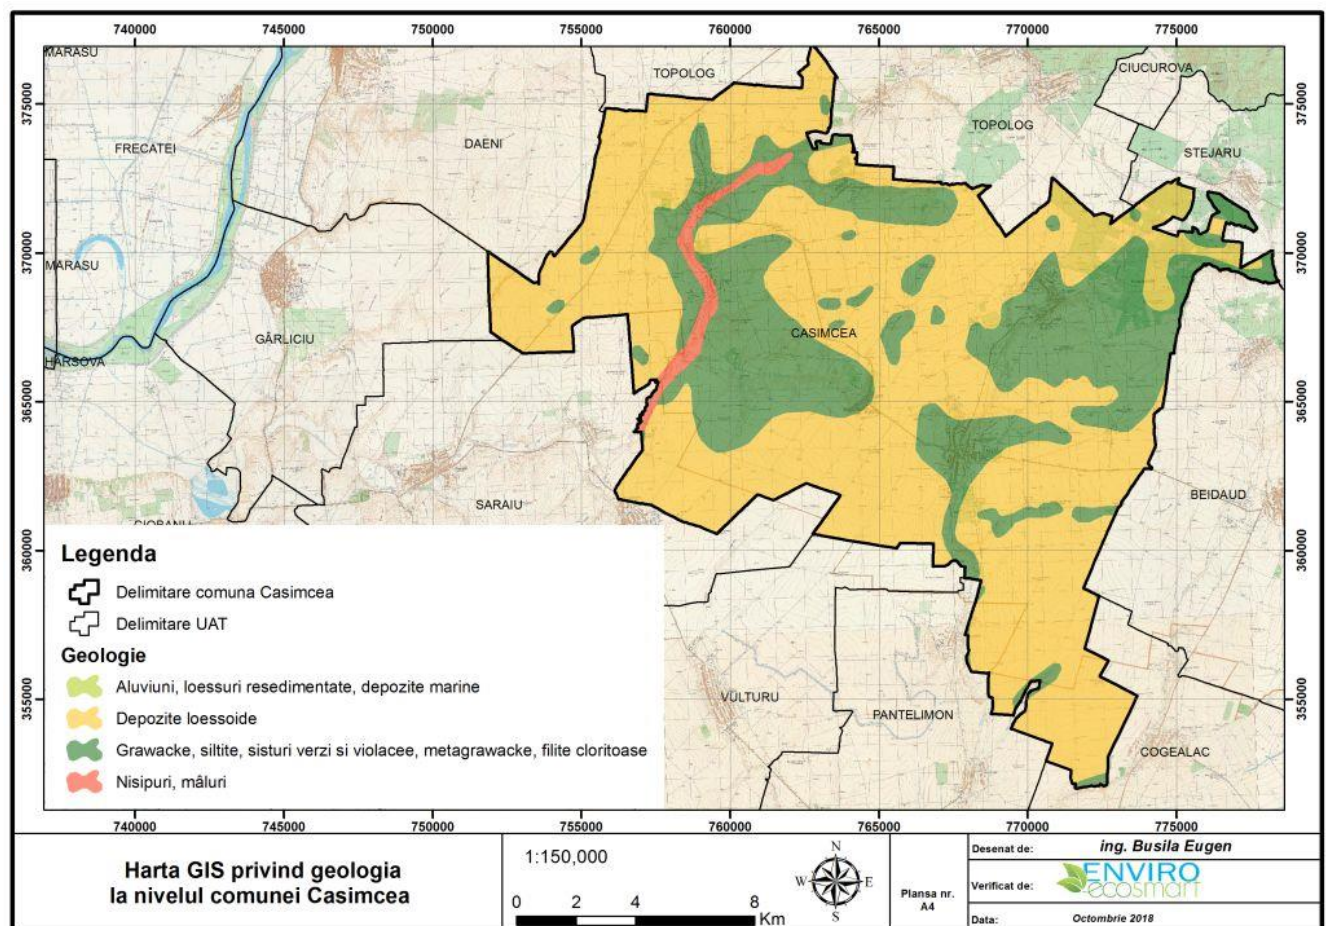 740000 745000 750000 755000 760000 765000 770000 775000
MARASU
TOPOLOG
CIUCUROVA
375000
375000
TOPOLOG
FRECATEI
DAENI
STEJARU
370000
370000
MARASU
GÂRLICIU
CASIMCEA
HÂRSOVA
365000
365000
BEIDAUD
SARAIU
CIOBANU
360000
360000
Legenda
Delimitare comuna Casimcea
Delimitare UAT
Geologie
Aluviuni, loessuri resedimentate, depozite marine
Depozite loessoide
Grawacke, siltite, sisturi verzi si violacee, metagrawacke, filite cloritoase
Nisipuri, mâluri
355000
355000
VULTURU
PANTELIMON
COGEALAC
740000 745000 750000 755000 760000 765000 770000 775000
Harta GIS privind geologia
la nivelul comunei Casimcea
1:150,000
0 2 4 8
Km
N
W E
S
Plansa nr.
A4
Desenat de: ing. Busila Eugen
Verificat de: ENVIRO
ecosmart
Data: Octombrie 2018